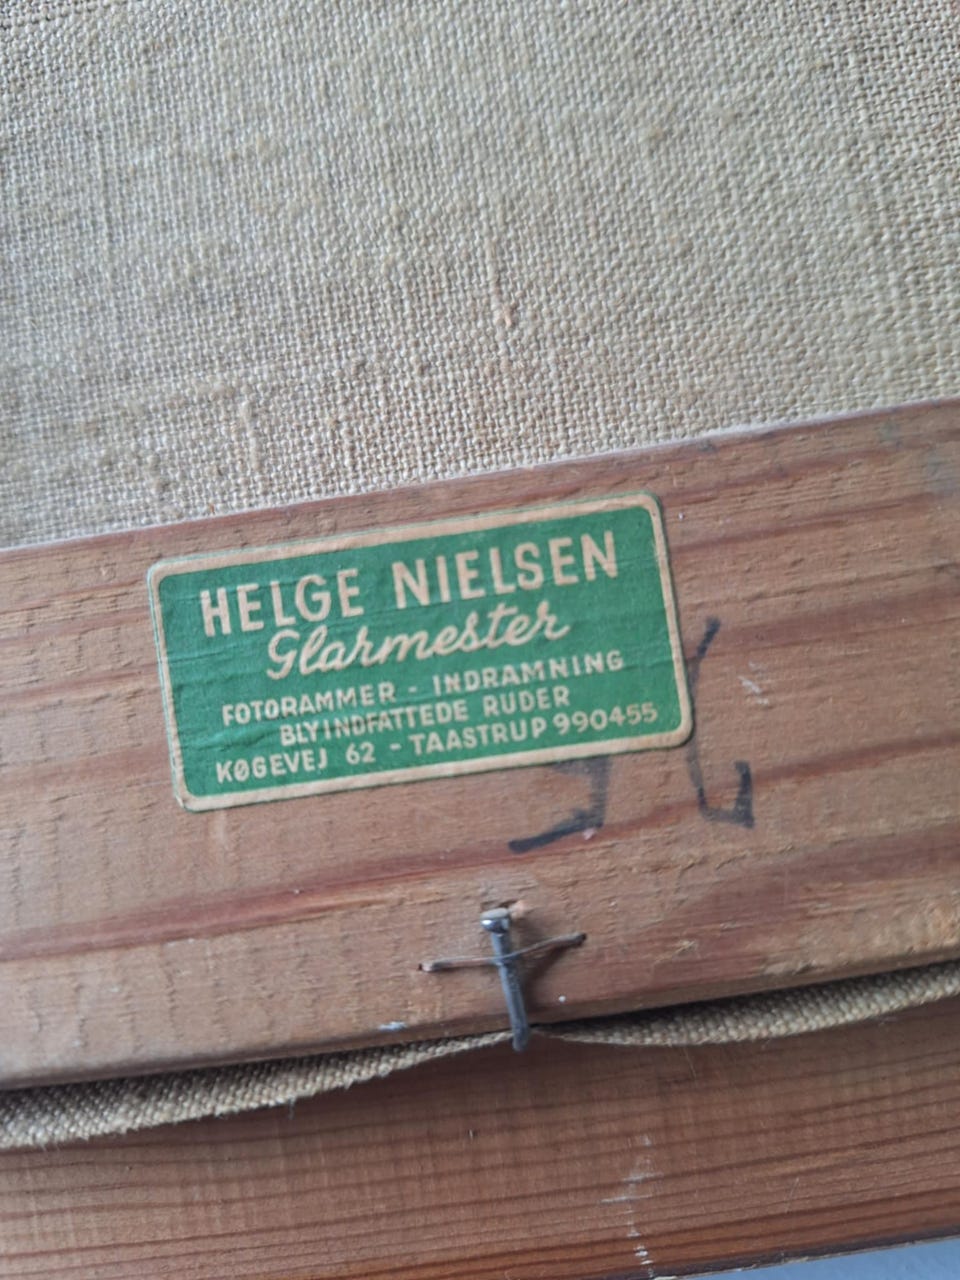 HELGE NIELSEN
Glarmester
FOTORAMMER - INDRAMNING
BLYINDFATTEDE RUDER
KØGEVEJ 62 - TAASTRUP 990455